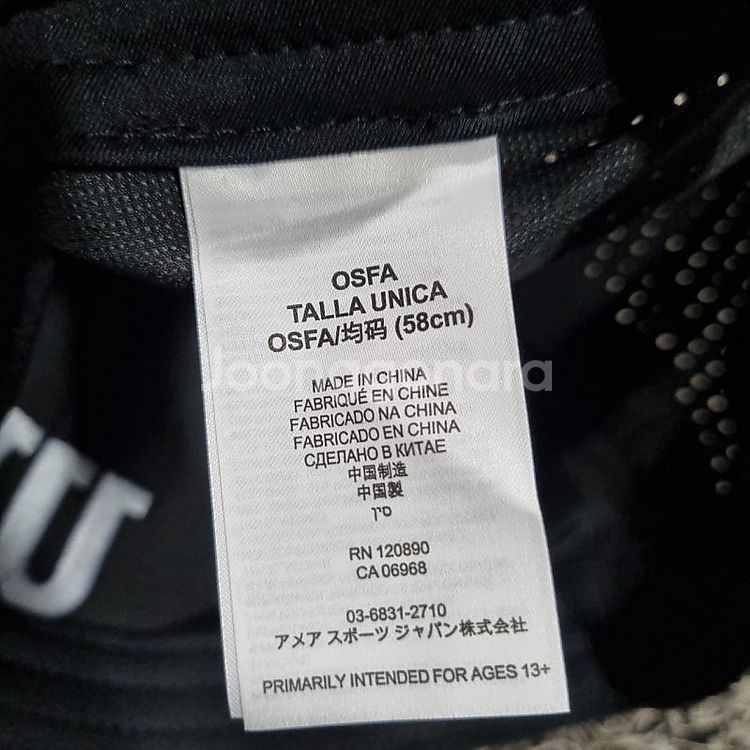 OSFA
TALLA UNICA
OSFA/均码 (58cm)
MADE IN CHINA
FABRIQUÉ EN CHINE
FABRICADO NA CHINA
FABRICADO EN CHINA
СДЕЛАНО В КИТАЕ
中国制造
中国製
סין
RN 120890
CA 06968
03-6831-2710
アメア スポーツ ジャパン株式会社
PRIMARILY INTENDED FOR AGES 13+